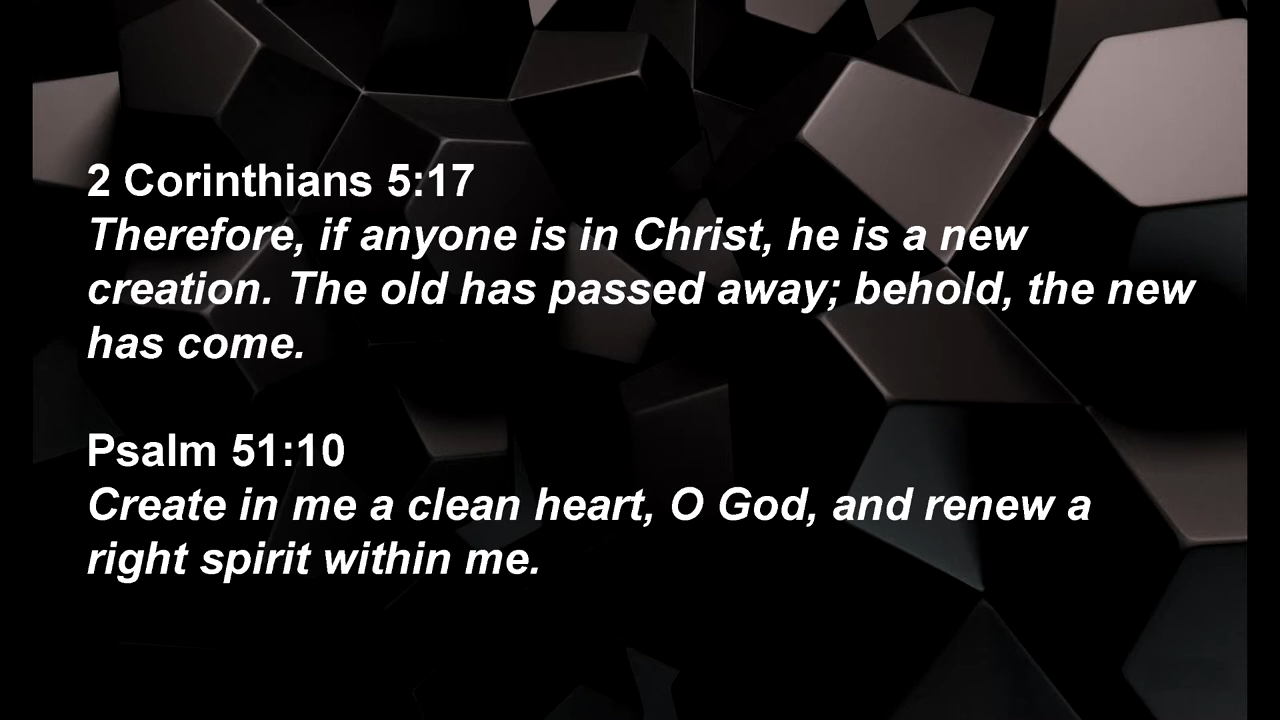 2 Corinthians 5:17
Therefore, if anyone is in Christ, he is a new
creation. The old has passed away; behold, the new
has come.
Psalm 51:10
Create in me a clean heart, O God, and renew a
right spirit within me.